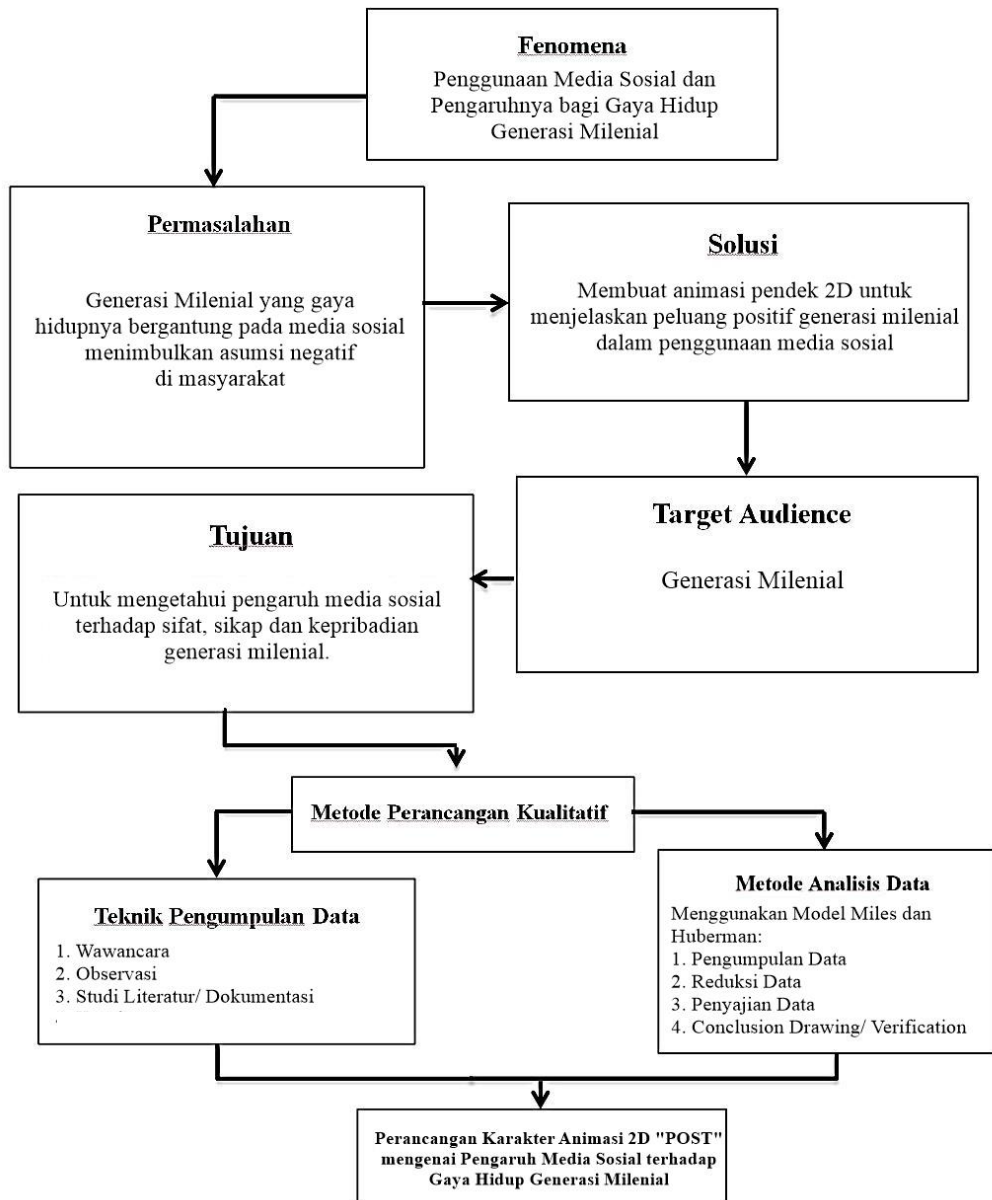 Fenomena
Penggunaan Media Sosial dan
Pengaruhnya bagi Gaya Hidup
Generasi Milenial
Permasalahan
Generasi Milenial yang gaya
hidupnya bergantung pada media sosial
menimbulkan asumsi negatif
di masyarakat
Solusi
Membuat animasi pendek 2D untuk
menjelaskan peluang positif generasi milenial
dalam penggunaan media sosial
Target Audience
Generasi Milenial
Tujuan
Untuk mengetahui pengaruh media sosial
terhadap sifat, sikap dan kepribadian
generasi milenial.
Metode Perancangan Kualitatif
Teknik Pengumpulan Data
1. Wawancara
2. Observasi
3. Studi Literatur/ Dokumentasi
Metode Analisis Data
Menggunakan Model Miles dan
Huberman:
1. Pengumpulan Data
2. Reduksi Data
3. Penyajian Data
4. Conclusion Drawing/ Verification
Perancangan Karakter Animasi 2D "POST"
mengenai Pengaruh Media Sosial terhadap
Gaya Hidup Generasi Milenial